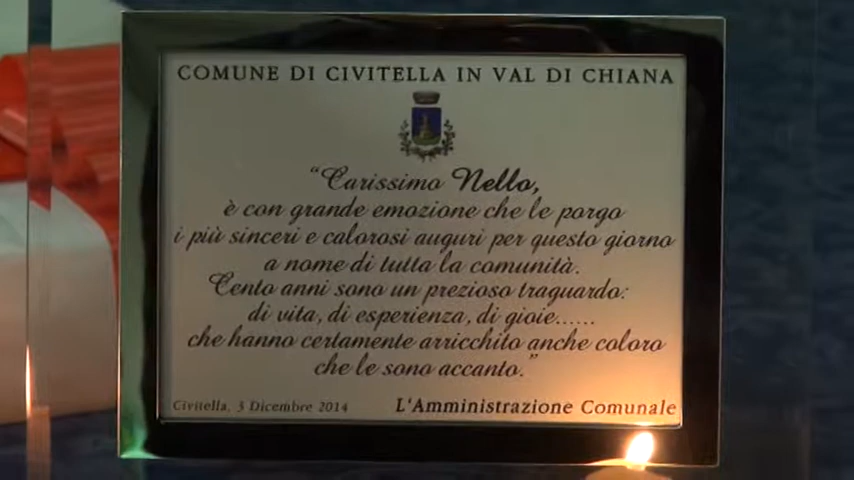 COMUNE DI CIVITELLA IN VAL DI CHIANA
"Carissimo Nello,
è con grande emozione che le porgo
i più sinceri e calorosi auguri per questo giorno
a nome di tutta la comunità.
Cento anni sono un prezioso traguardo:
di vita, di esperienza, di gioie......
che hanno certamente arricchito anche coloro
che le sono accanto."
Civitella, 3 Dicembre 2014
L'Amministrazione Comunale